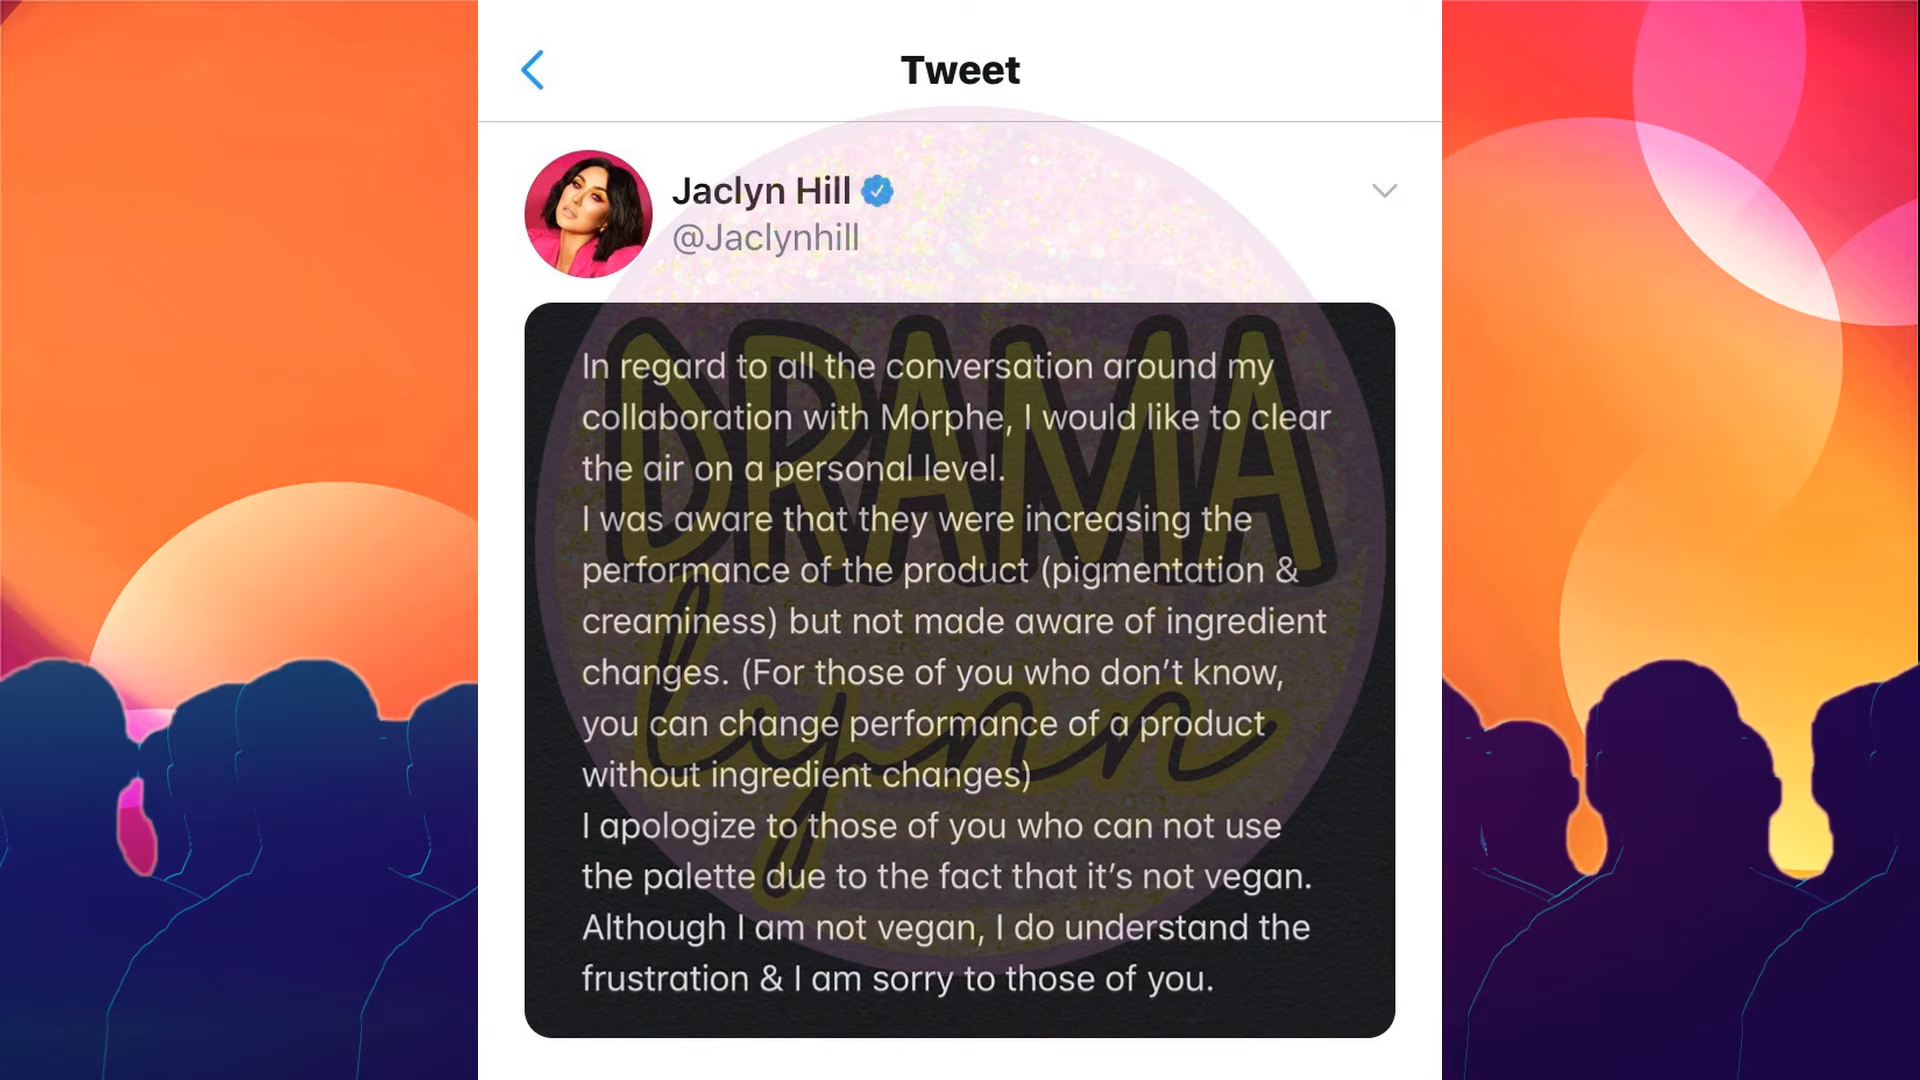 Tweet
Jaclyn Hill
@Jaclynhill
DRAMA
lynn
In regard to all the conversation around my
collaboration with Morphe, I would like to clear
the air on a personal level.
I was aware that they were increasing the
performance of the product (pigmentation &
creaminess) but not made aware of ingredient
changes. (For those of you who don’t know,
you can change performance of a product
without ingredient changes)
I apologize to those of you who can not use
the palette due to the fact that it’s not vegan.
Although I am not vegan, I do understand the
frustration & I am sorry to those of you.